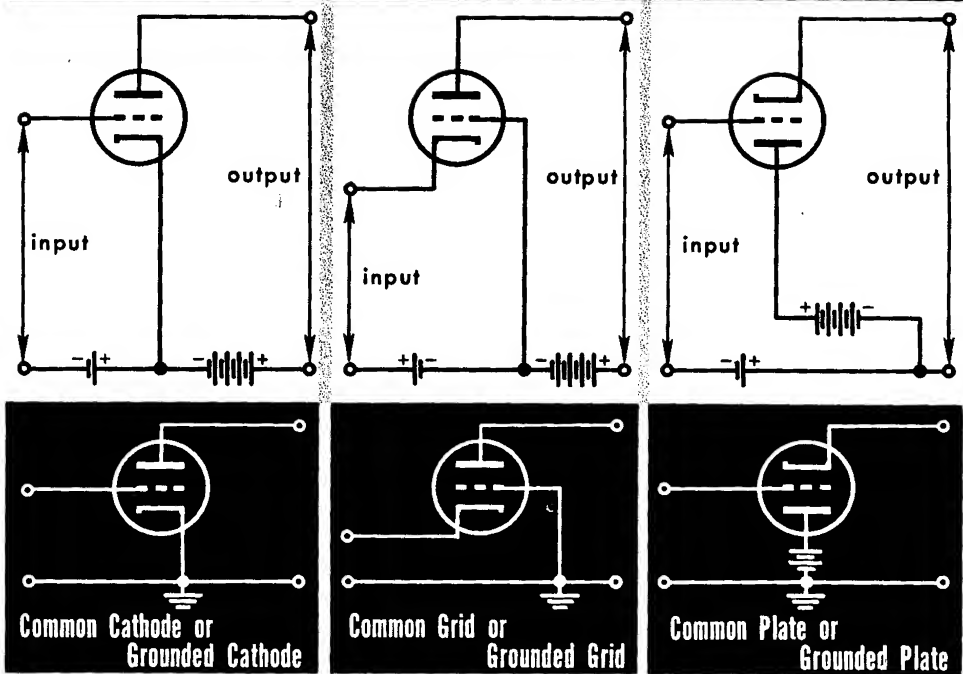 output
input
- +
- +
output
input
+ -
- +
output
input
+ -
- +
Common Cathode or
Grounded Cathode
Common Grid or
Grounded Grid
Common Plate or
Grounded Plate